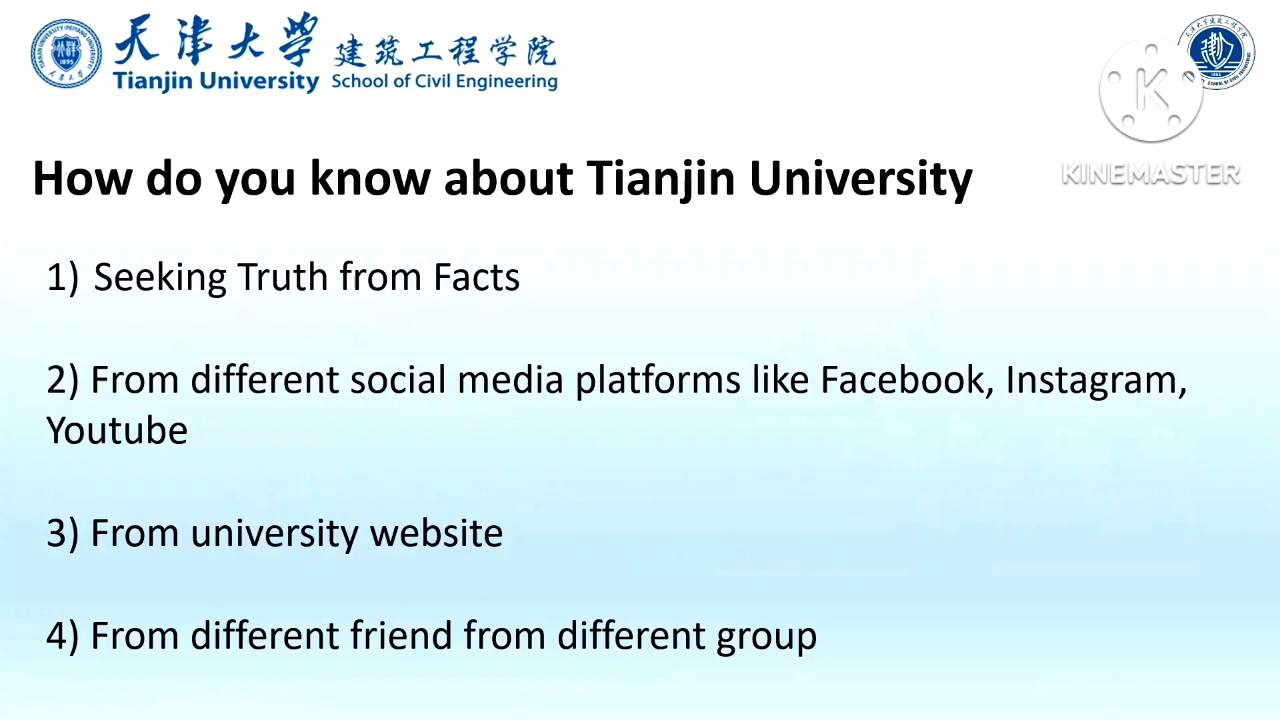 天津大学 建筑工程学院
Tianjin University School of Civil Engineering
K
KINEMASTER
How do you know about Tianjin University
1) Seeking Truth from Facts
2) From different social media platforms like Facebook, Instagram,
Youtube
3) From university website
4) From different friend from different group